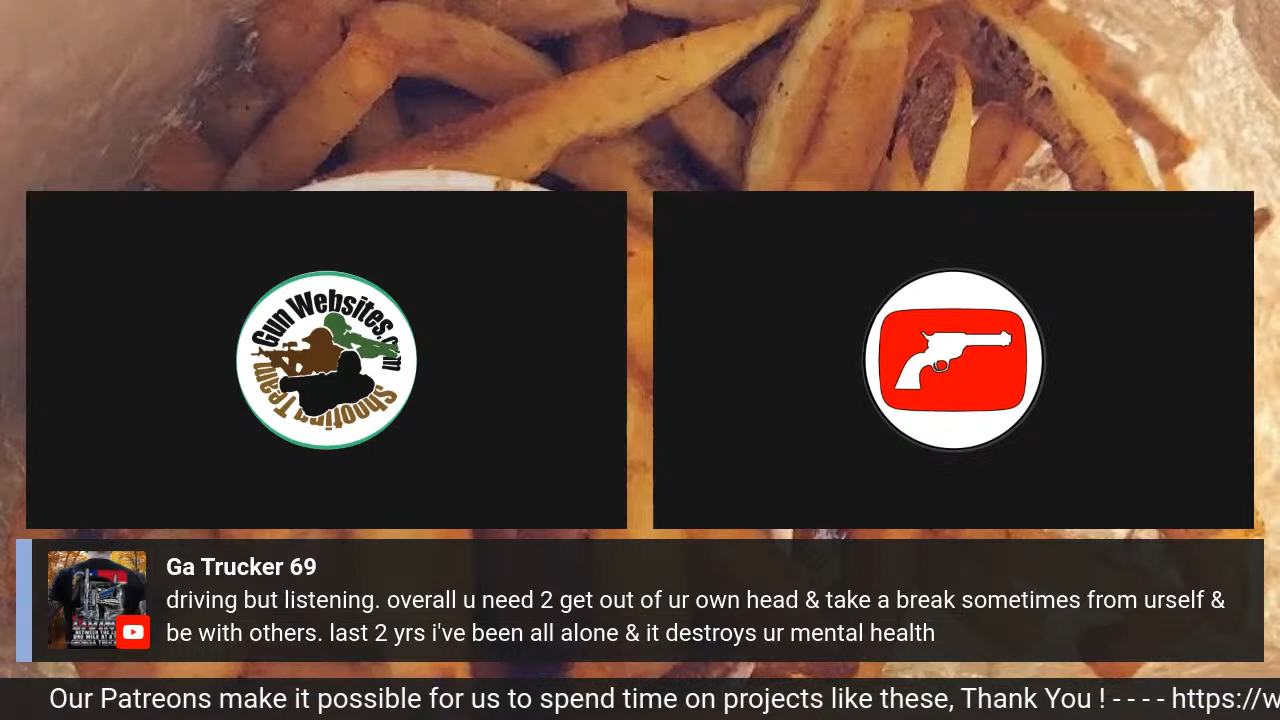 Gun Websites.com
Shooting Team
Ga Trucker 69
driving but listening. overall u need 2 get out of ur own head & take a break sometimes from urself &
be with others. last 2 yrs i've been all alone & it destroys ur mental health
Our Patreons make it possible for us to spend time on projects like these, Thank You ! - - - - https://w